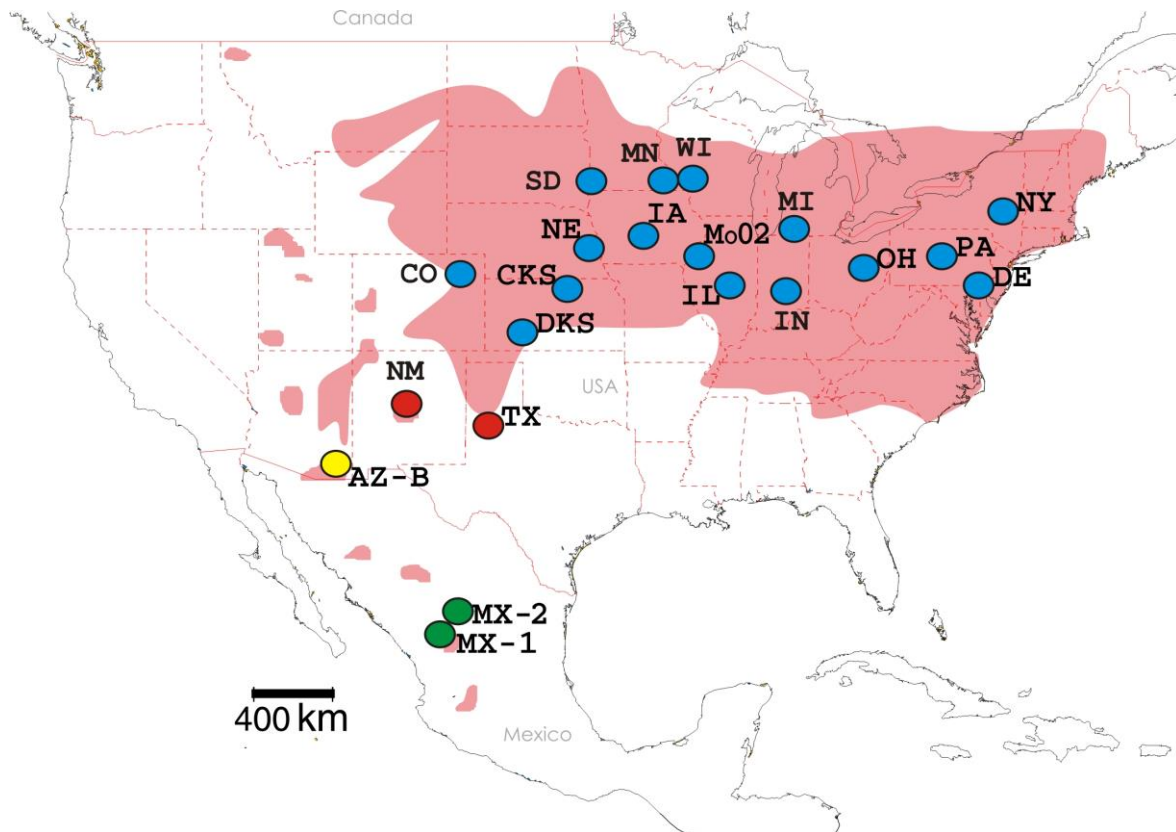 Canada
MN WI
SD
MI
NY
IA
NE
Mo02
PA
OH
CO
CKS
DE
IL
IN
DKS
NM
USA
TX
AZ-B
MX-2
MX-1
400 km
Mexico